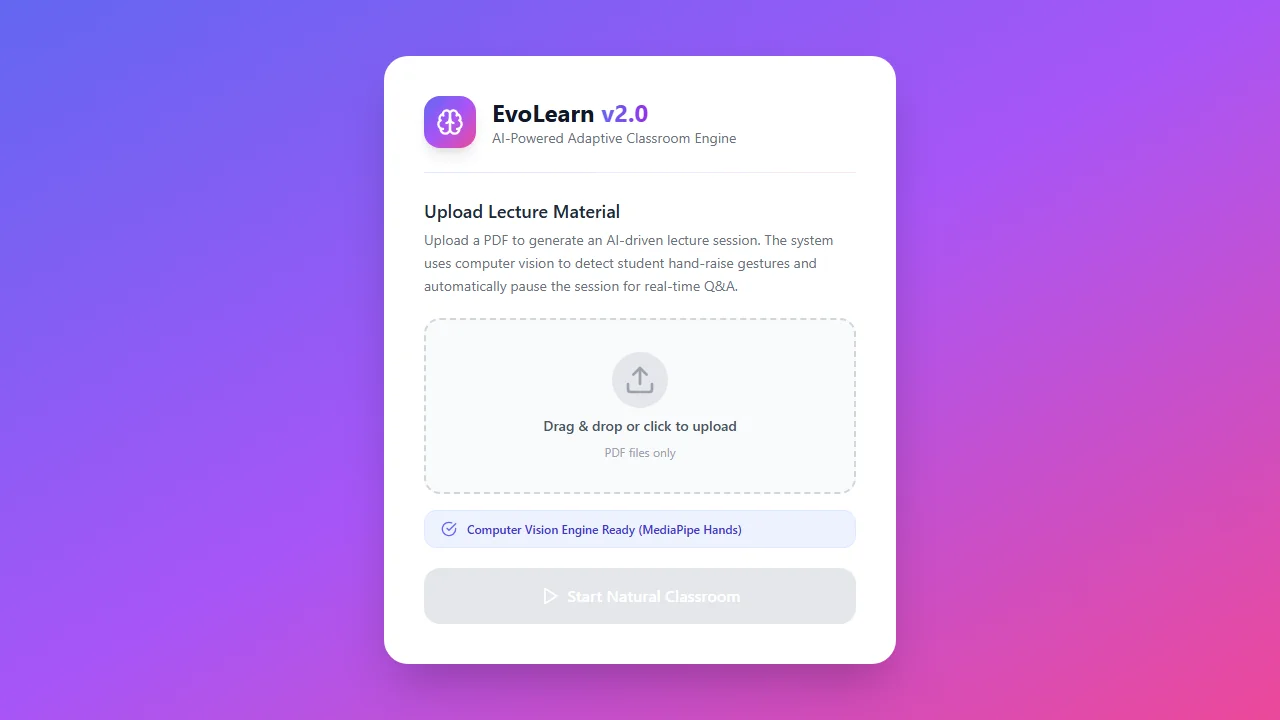 EvoLearn v2.0
AI-Powered Adaptive Classroom Engine
Upload Lecture Material
Upload a PDF to generate an AI-driven lecture session. The system
uses computer vision to detect student hand-raise gestures and
automatically pause the session for real-time Q&A.
Drag & drop or click to upload
PDF files only
Computer Vision Engine Ready (MediaPipe Hands)
Start Natural Classroom